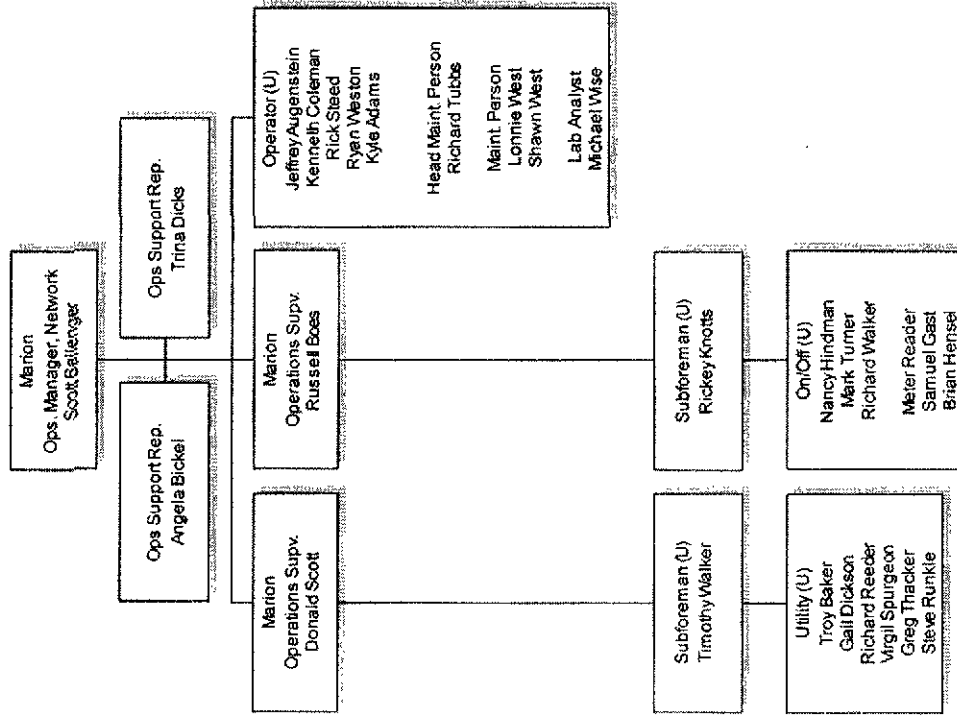 Marion
Ops. Manager, Network
Scott Ballenger
Ops Support Rep.
Angela Bickel
Ops Support Rep.
Trina Dicks
Marion
Operations Supv.
Donald Scott
Marion
Operations Supv.
Russell Boes
Operator (U)
Jeffrey Augenstein
Kenneth Coleman
Rick Steed
Ryan Weston
Kyle Adams
Head Maint. Person
Richard Tubbs
Maint. Person
Lonnie West
Shawn West
Lab Analyst
Michael Wise
Subforeman (U)
Timothy Walker
Subforeman (U)
Rickey Knotts
Utility (U)
Troy Baker
Gail Dickson
Richard Reeder
Virgil Spurgeon
Greg Thacker
Steve Runkle
On/Off (U)
Nancy Hindman
Mark Turner
Richard Walker
Meter Reader
Samuel Gast
Brian Hensel